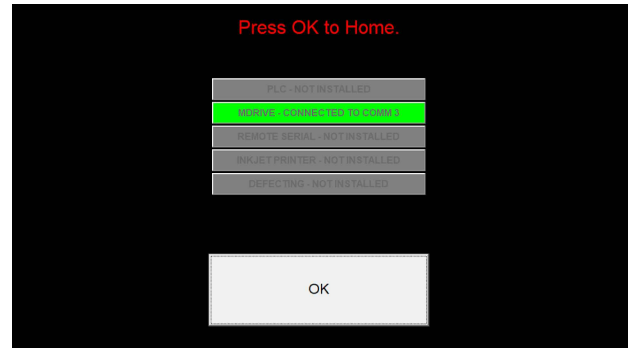 Press OK to Home.
PLC - NOT INSTALLED
MDRIVE - CONNECTED TO COMM 3
REMOTE SERIAL - NOT INSTALLED
INKJET PRINTER - NOT INSTALLED
DEFECTING - NOT INSTALLED
OK